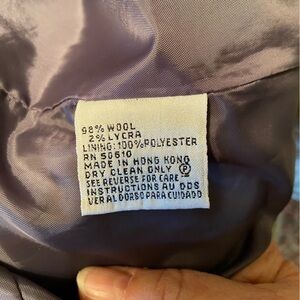 98% WOOL
2% LYCRA
LINING: 100% POLYESTER
RN 50610
MADE IN HONG KONG
DRY CLEAN ONLY Ⓟ
SEE REVERSE FOR CARE
INSTRUCTIONS AU DOS
VER AL DORSO PARA CUIDADO